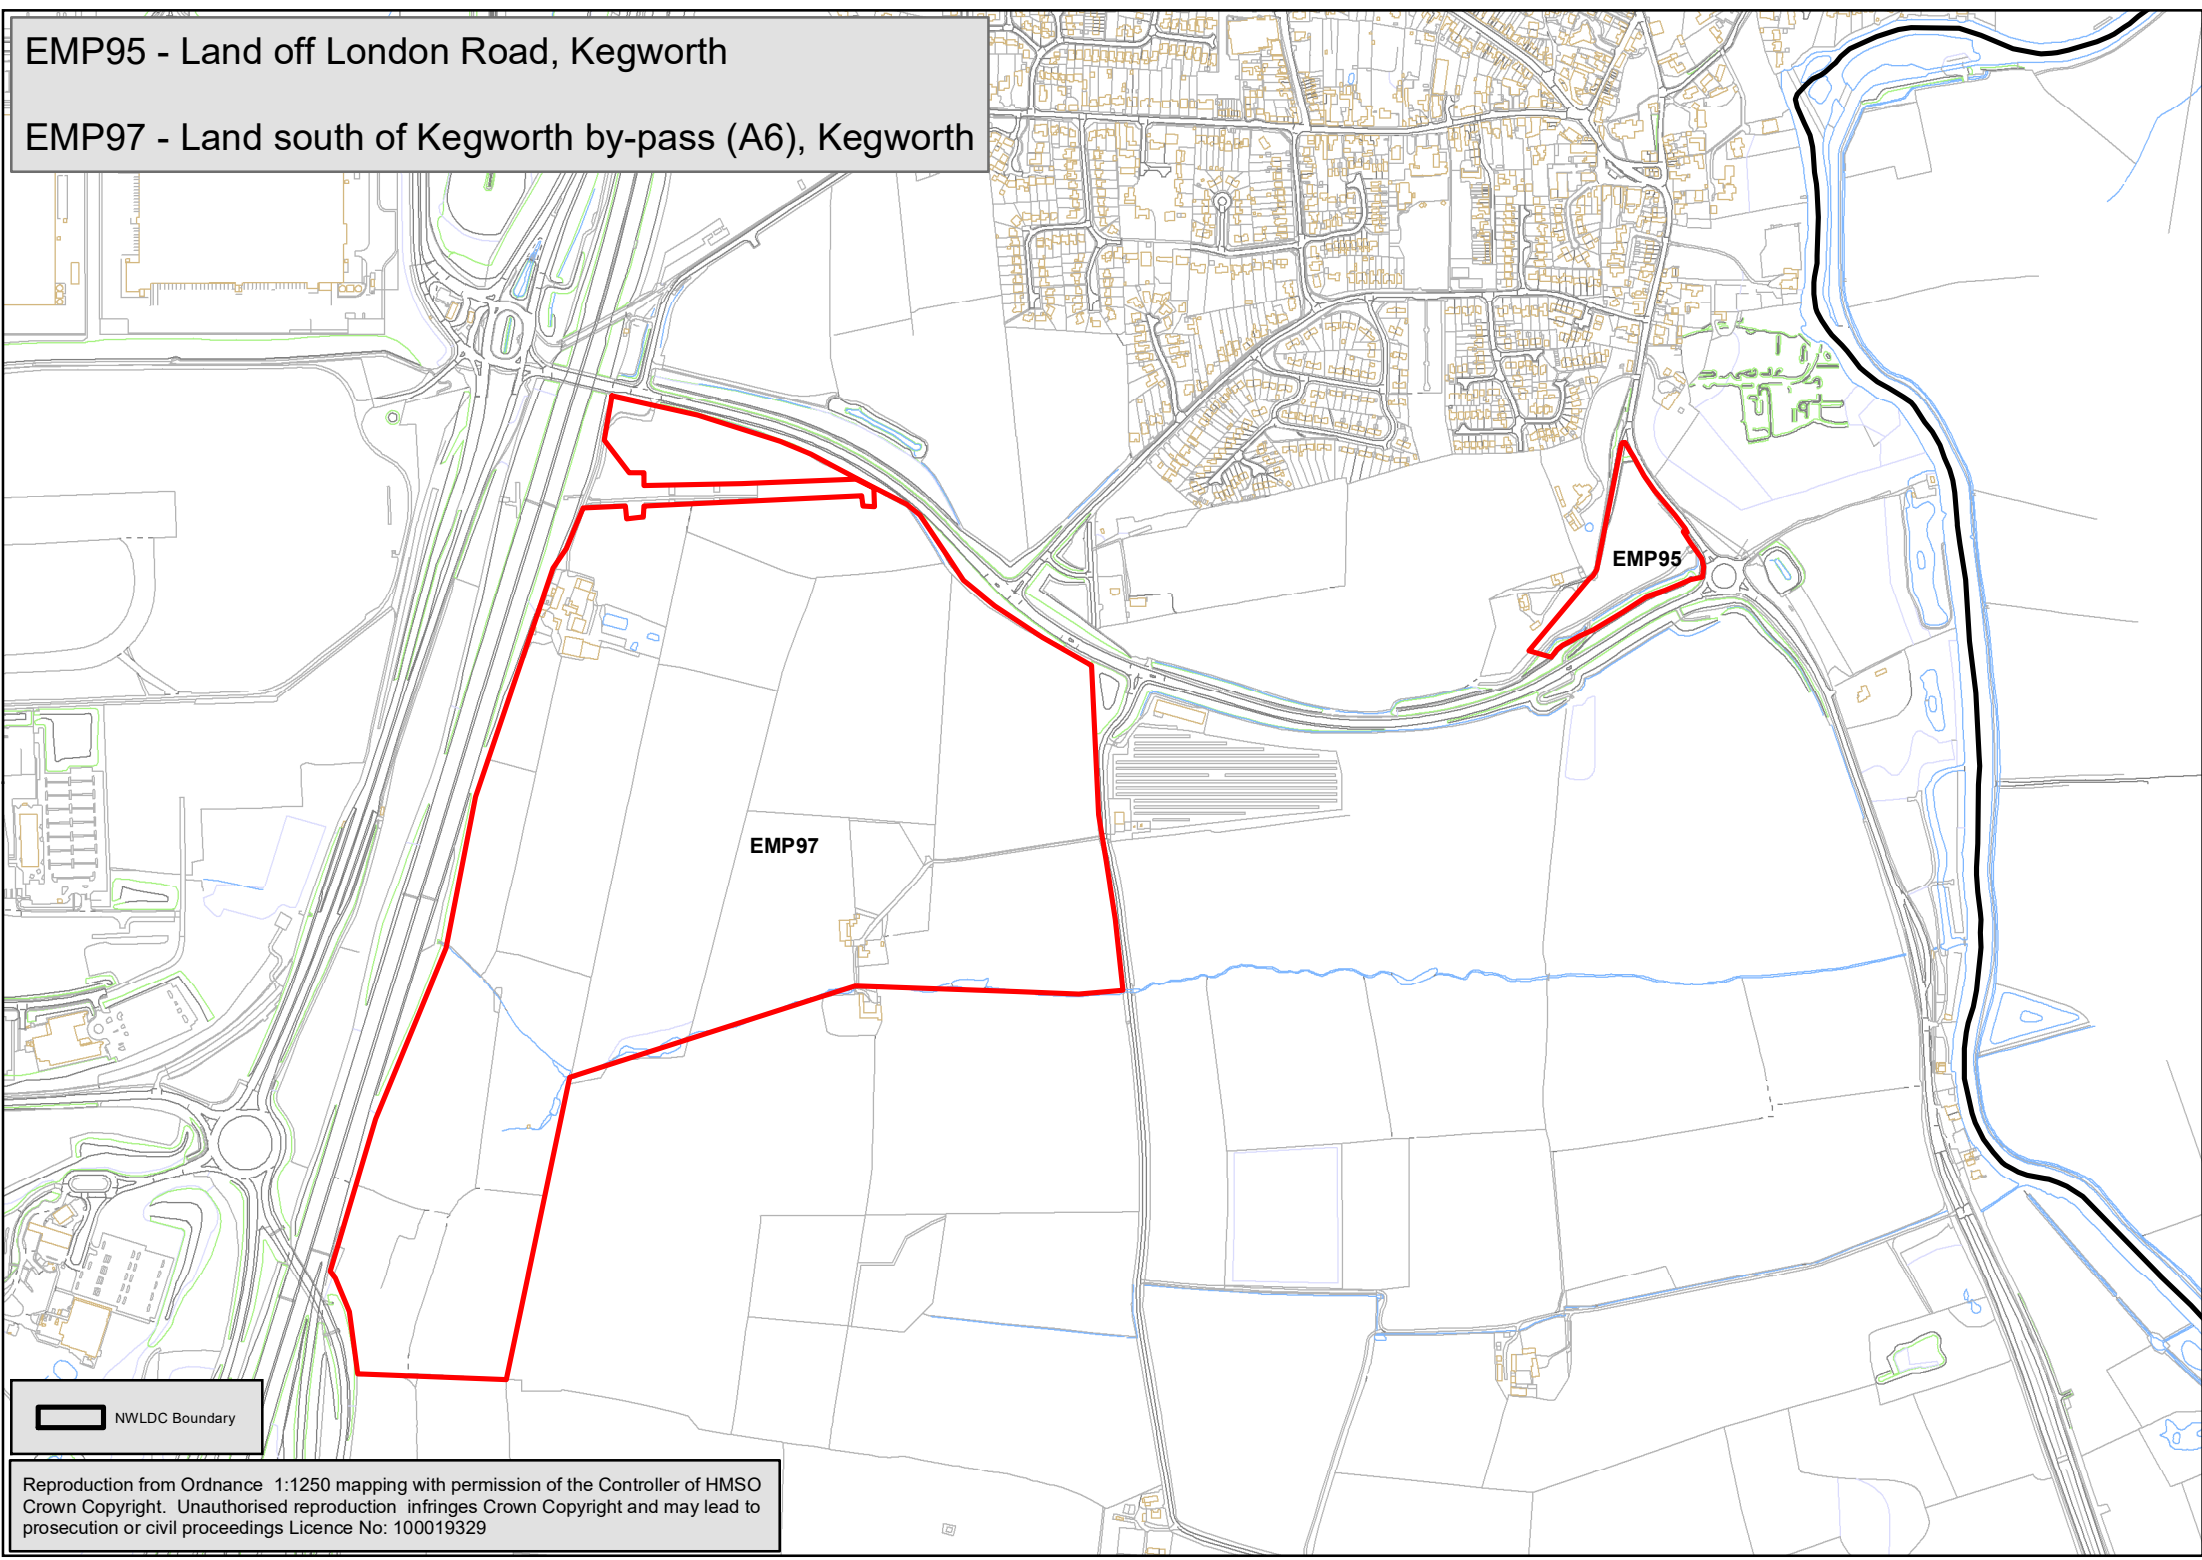 EMP95 - Land off London Road, Kegworth
EMP97 - Land south of Kegworth by-pass (A6), Kegworth
EMP95
EMP97
NWLDC Boundary
Reproduction from Ordnance 1:1250 mapping with permission of the Controller of HMSO
Crown Copyright. Unauthorised reproduction infringes Crown Copyright and may lead to
prosecution or civil proceedings Licence No: 100019329